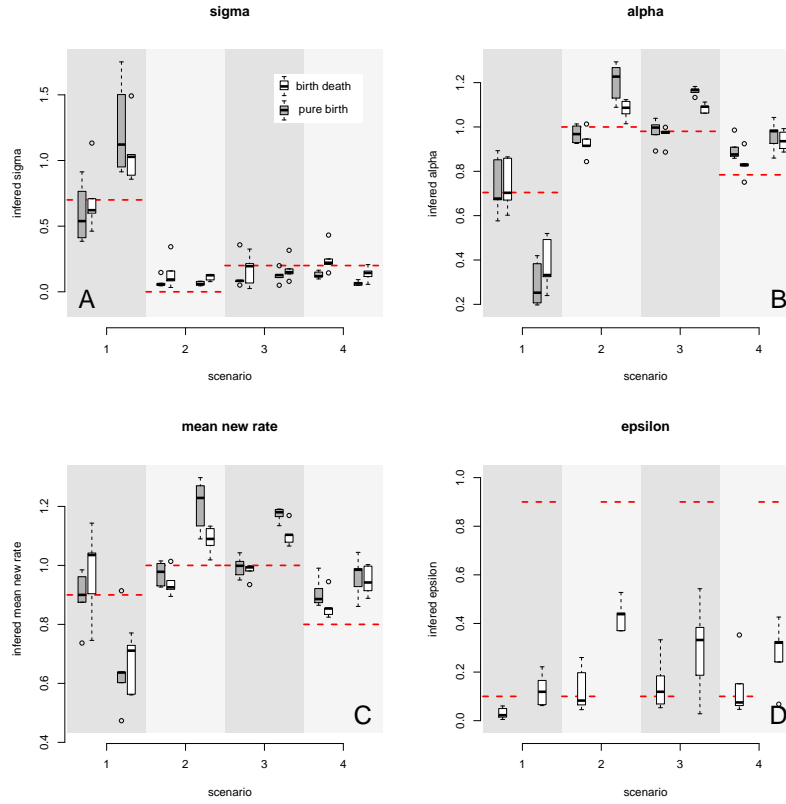 sigma
infered sigma
0.0
0.5
1.0
1.5
birth death
pure birth
A
1
2
3
4
scenario
alpha
infered alpha
0.2
0.4
0.6
0.8
1.0
1.2
B
1
2
3
4
scenario
mean new rate
infered mean new rate
0.4
0.6
0.8
1.0
1.2
C
1
2
3
4
scenario
epsilon
infered epsilon
0.0
0.2
0.4
0.6
0.8
1.0
D
1
2
3
4
scenario